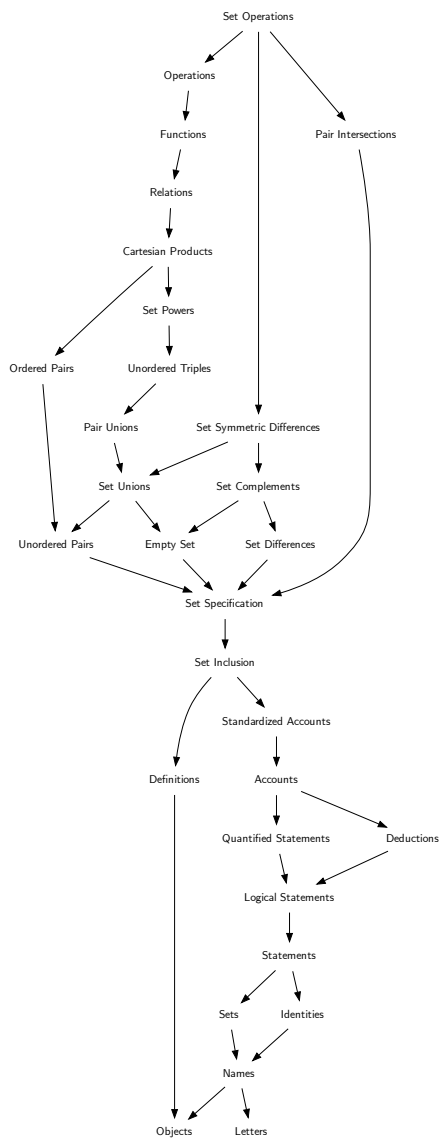 Set Operations
Operations
Functions
Pair Intersections
Relations
Cartesian Products
Set Powers
Ordered Pairs
Unordered Triples
Pair Unions
Set Symmetric Differences
Set Unions
Set Complements
Unordered Pairs
Empty Set
Set Differences
Set Specification
Set Inclusion
Standardized Accounts
Definitions
Accounts
Quantified Statements
Deductions
Logical Statements
Statements
Sets
Identities
Names
Objects
Letters